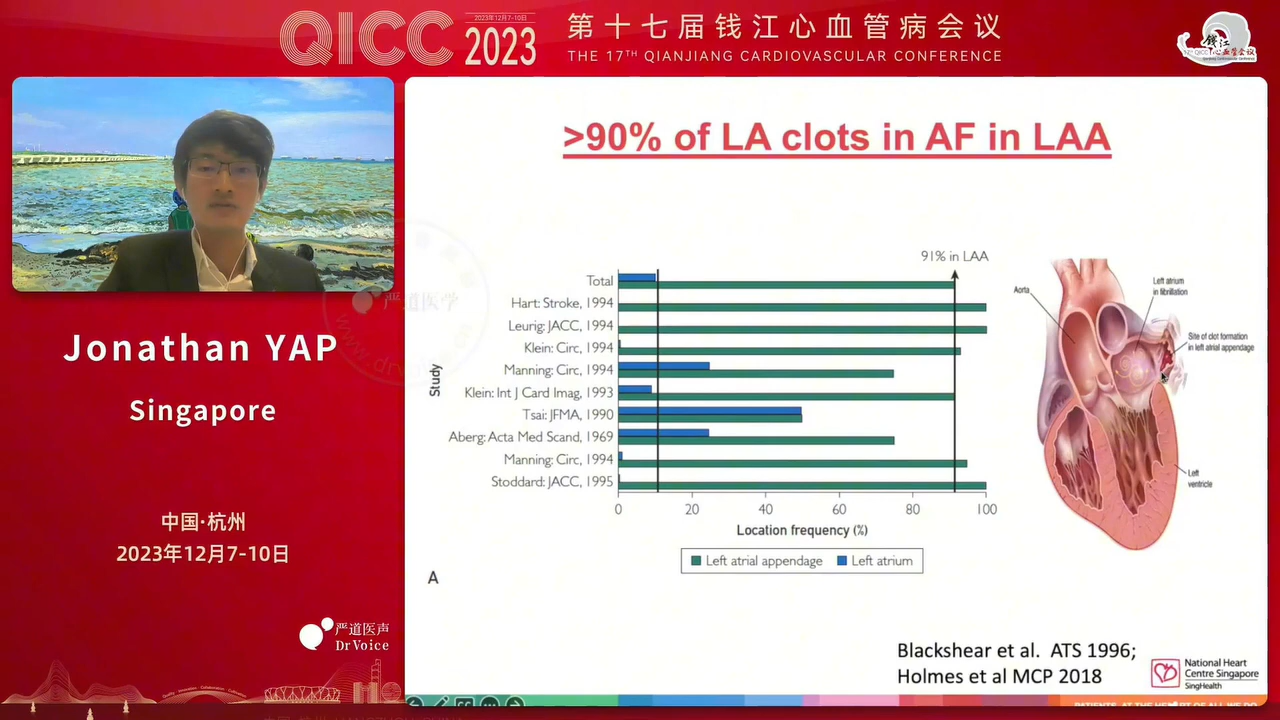 QICC
2023年12月7-10日
2023
第十七届钱江心血管病会议
THE 17TH QIANJIANG CARDIOVASCULAR CONFERENCE
Jonathan YAP
Singapore
中国·杭州
2023年12月7-10日
严道医声
DrVoice
>90% of LA clots in AF in LAA
91% in LAA
Study
Total
Hart: Stroke, 1994
Leurig: JACC, 1994
Klein: Circ, 1994
Manning: Circ, 1994
Klein: Int J Card Imag, 1993
Tsai: JFMA, 1990
Aberg: Acta Med Scand, 1969
Manning: Circ, 1994
Stoddard: JACC, 1995
0 20 40 60 80 100
Location frequency (%)
Left atrial appendage Left atrium
A
Aorta
Left atrium
in fibrillation
Site of clot formation
in left atrial appendage
Left
ventricle
Blackshear et al. ATS 1996;
Holmes et al MCP 2018
National Heart
Centre Singapore
SingHealth